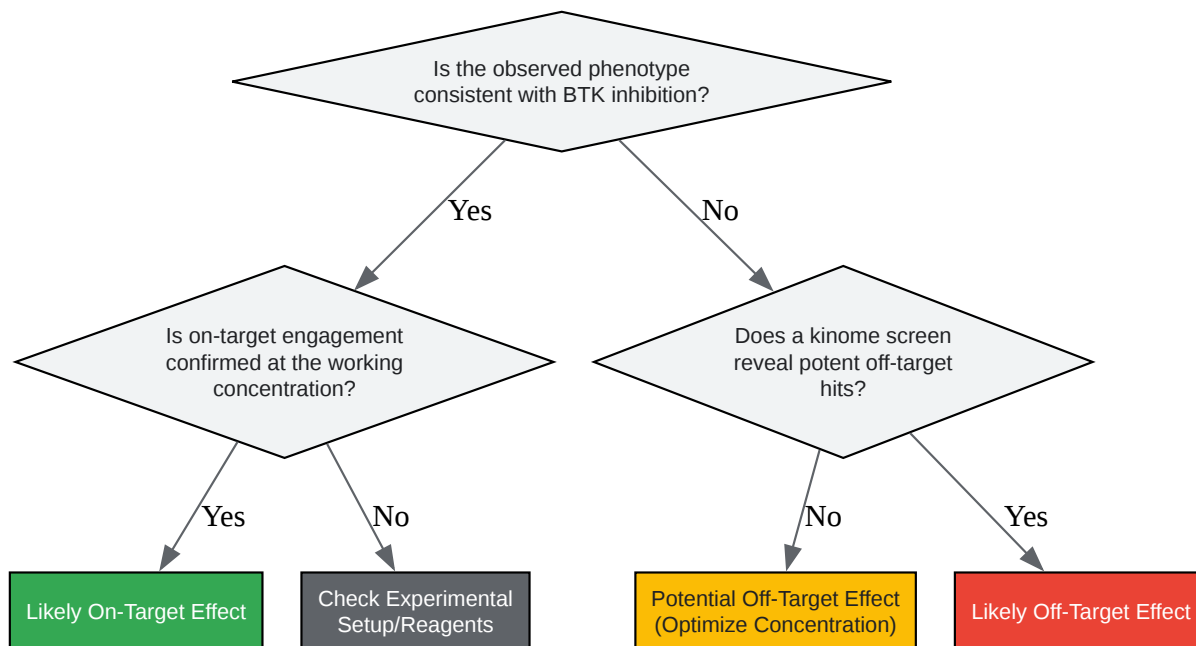 Is the observed phenotype
consistent with BTK inhibition?
Yes
No
Is on-target engagement
confirmed at the working
concentration?
Does a kinome screen
reveal potent off-target
hits?
Yes
No
No
Yes
Likely On-Target Effect
Check Experimental
Setup/Reagents
Potential Off-Target Effect
(Optimize Concentration)
Likely Off-Target Effect